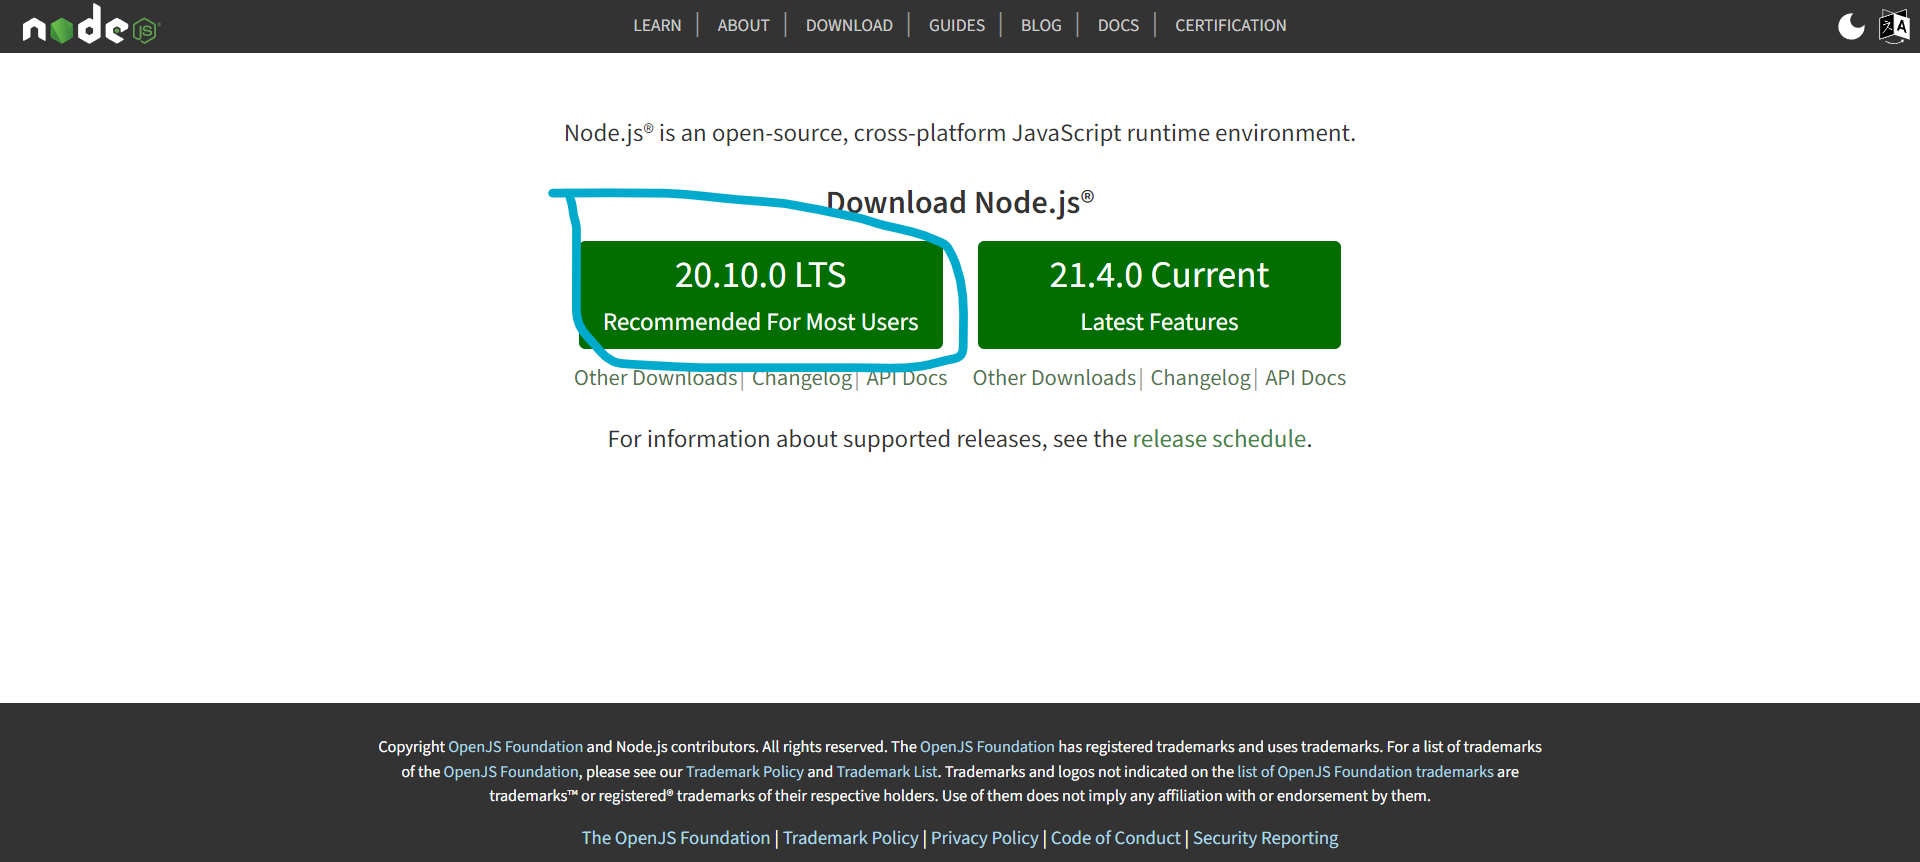 node JS
LEARN | ABOUT | DOWNLOAD | GUIDES | BLOG | DOCS | CERTIFICATION
Node.js® is an open-source, cross-platform JavaScript runtime environment.
Download Node.js®
20.10.0 LTS
Recommended For Most Users
Other Downloads | Changelog | API Docs
21.4.0 Current
Latest Features
Other Downloads | Changelog | API Docs
For information about supported releases, see the release schedule.
Copyright OpenJS Foundation and Node.js contributors. All rights reserved. The OpenJS Foundation has registered trademarks and uses trademarks. For a list of trademarks
of the OpenJS Foundation, please see our Trademark Policy and Trademark List. Trademarks and logos not indicated on the list of OpenJS Foundation trademarks are
trademarks™ or registered® trademarks of their respective holders. Use of them does not imply any affiliation with or endorsement by them.
The OpenJS Foundation | Trademark Policy | Privacy Policy | Code of Conduct | Security Reporting